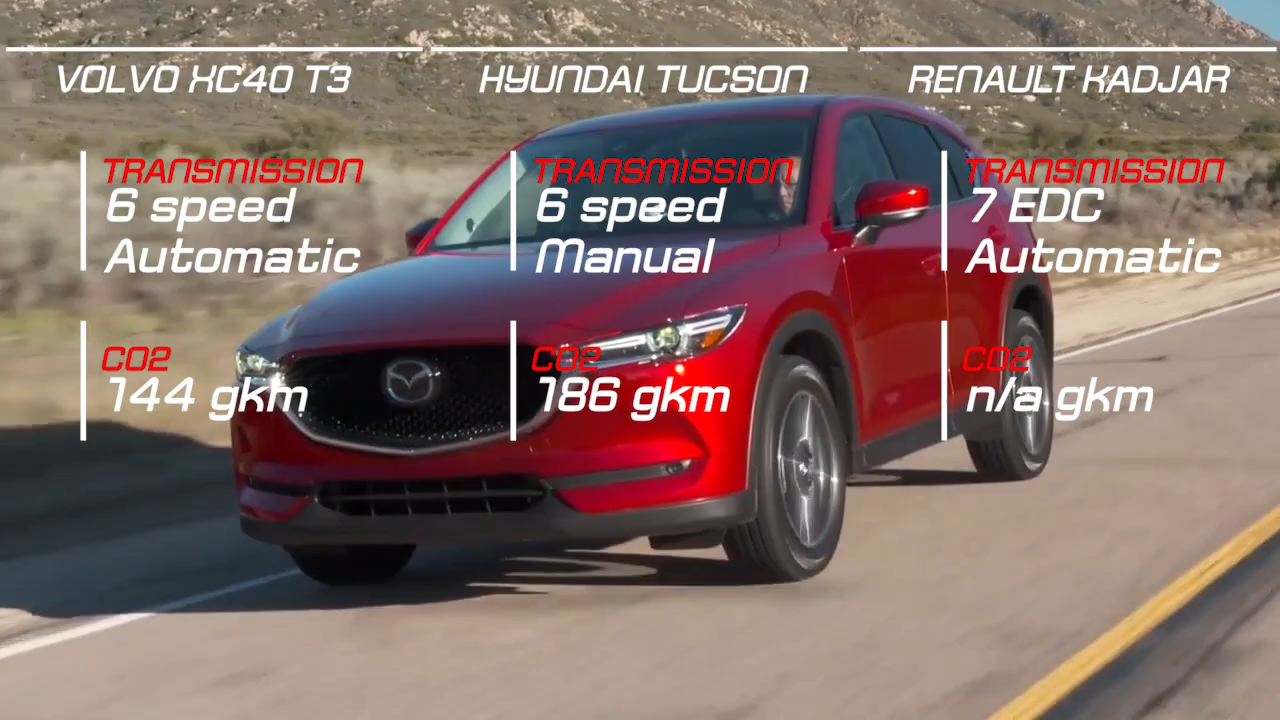 VOLVO XC40 T3
HYUNDAI TUCSON
RENAULT KADJAR
TRANSMISSION
6 speed
Automatic
TRANSMISSION
6 speed
Manual
TRANSMISSION
7 EDC
Automatic
CO2
144 gkm
CO2
186 gkm
CO2
n/a gkm